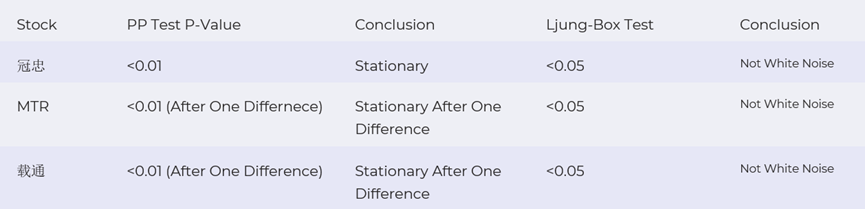 Stock PP Test P-Value Conclusion Ljung-Box Test Conclusion
冠忠 <0.01 Stationary <0.05 Not White Noise
MTR <0.01 (After One Differnece) Stationary After One <0.05 Not White Noise
Difference
载通 <0.01 (After One Difference) Stationary After One <0.05 Not White Noise
Difference